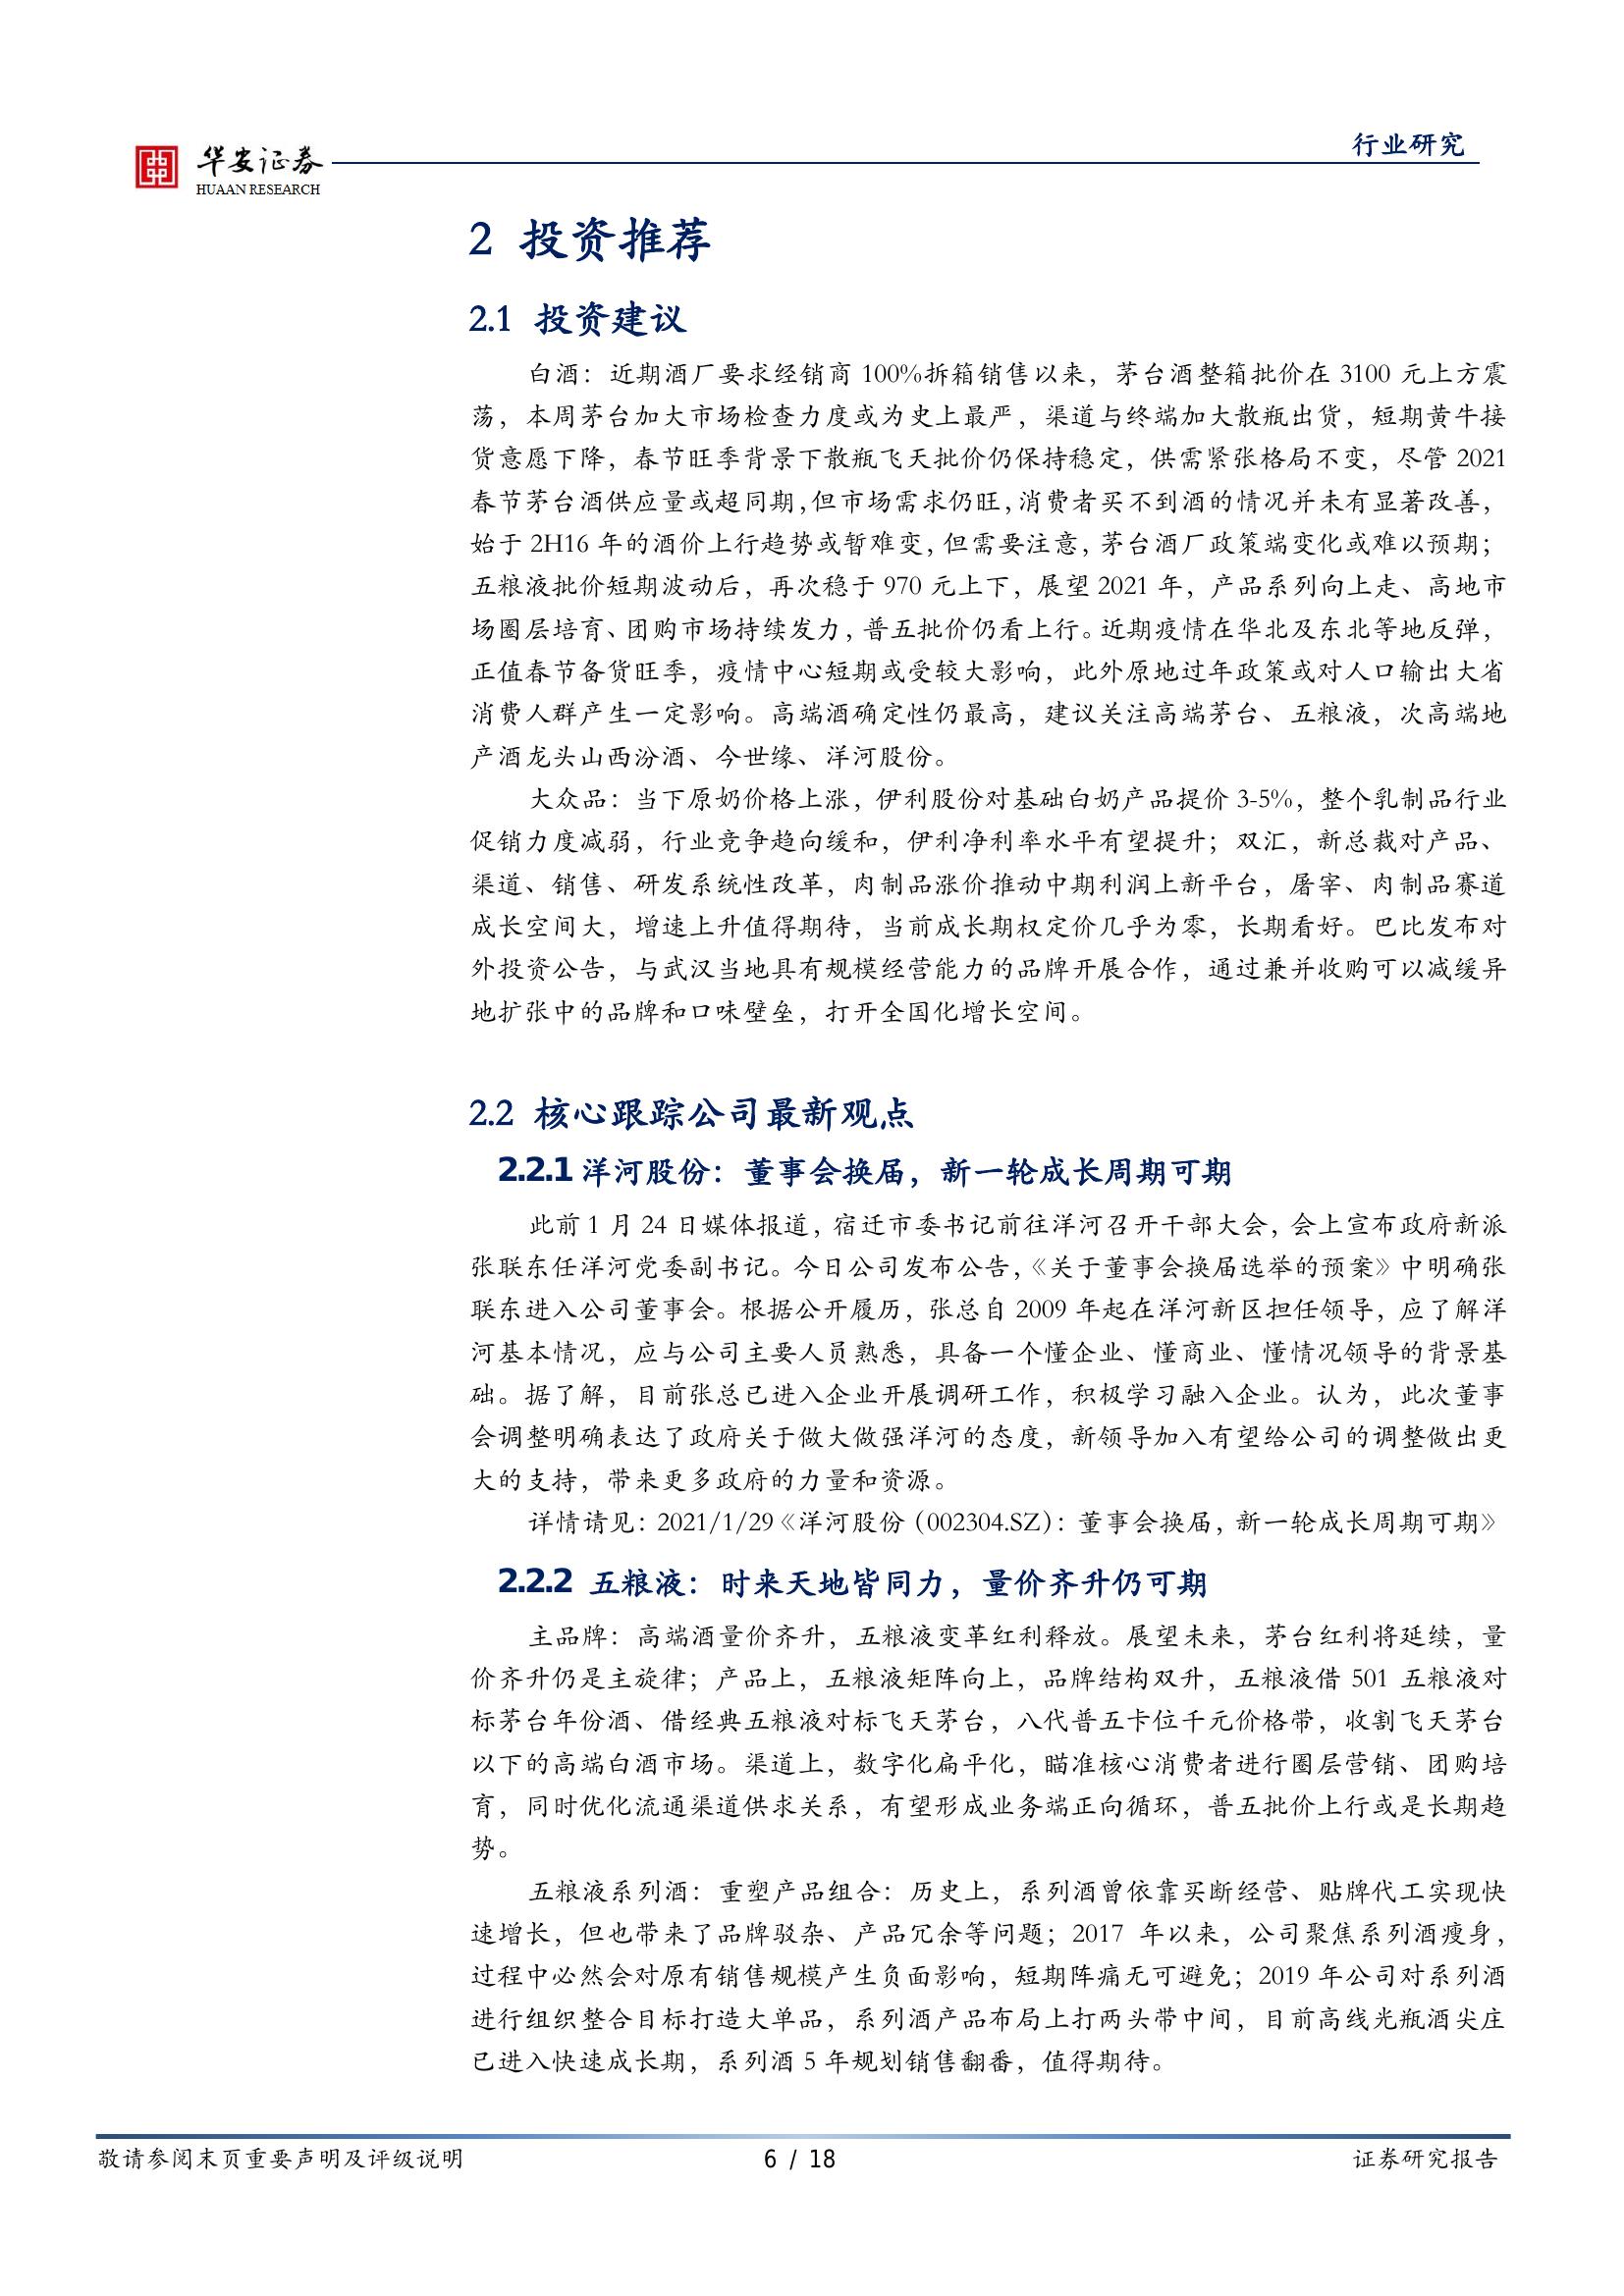 华安证券
HUAAN RESEARCH
行业研究
2 投资推荐
2.1 投资建议
白酒：近期酒厂要求经销商 100%拆箱销售以来，茅台酒整箱批价在 3100 元上方震
荡，本周茅台加大市场检查力度或为史上最严，渠道与终端加大散瓶出货，短期黄牛接
货意愿下降，春节旺季背景下散瓶飞天批价仍保持稳定，供需紧张格局不变，尽管 2021
春节茅台酒供应量或超同期，但市场需求仍旺，消费者买不到酒的情况并未有显著改善，
始于 2H16 年的酒价上行趋势或暂难变，但需要注意，茅台酒厂政策端变化或难以预期；
五粮液批价短期波动后，再次稳于 970 元上下，展望 2021 年，产品系列向上走、高地市
场圈层培育、团购市场持续发力，普五批价仍看上行。近期疫情在华北及东北等地反弹，
正值春节备货旺季，疫情中心短期或受较大影响，此外原地过年政策或对人口输出大省
消费人群产生一定影响。高端酒确定性仍最高，建议关注高端茅台、五粮液，次高端地
产酒龙头山西汾酒、今世缘、洋河股份。
大众品：当下原奶价格上涨，伊利股份对基础白奶产品提价 3-5%，整个乳制品行业
促销力度减弱，行业竞争趋向缓和，伊利净利率水平有望提升；双汇，新总裁对产品、
渠道、销售、研发系统性改革，肉制品涨价推动中期利润上新平台，屠宰、肉制品赛道
成长空间大，增速上升值得期待，当前成长期权定价几乎为零，长期看好。巴比发布对
外投资公告，与武汉当地具有规模经营能力的品牌开展合作，通过兼并收购可以减缓异
地扩张中的品牌和口味壁垒，打开全国化增长空间。
2.2 核心跟踪公司最新观点
2.2.1 洋河股份：董事会换届，新一轮成长周期可期
此前 1 月 24 日媒体报道，宿迁市委书记前往洋河召开干部大会，会上宣布政府新派
张联东任洋河党委副书记。今日公司发布公告，《关于董事会换届选举的预案》中明确张
联东进入公司董事会。根据公开履历，张总自 2009 年起在洋河新区担任领导，应了解洋
河基本情况，应与公司主要人员熟悉，具备一个懂企业、懂商业、懂情况领导的背景基
础。据了解，目前张总已进入企业开展调研工作，积极学习融入企业。认为，此次董事
会调整明确表达了政府关于做大做强洋河的态度，新领导加入有望给公司的调整做出更
大的支持，带来更多政府的力量和资源。
详情请见：2021/1/29《洋河股份（002304.SZ）：董事会换届，新一轮成长周期可期》
2.2.2 五粮液：时来天地皆同力，量价齐升仍可期
主品牌：高端酒量价齐升，五粮液变革红利释放。展望未来，茅台红利将延续，量
价齐升仍是主旋律；产品上，五粮液矩阵向上，品牌结构双升，五粮液借 501 五粮液对
标茅台年份酒、借经典五粮液对标飞天茅台，八代普五卡位千元价格带，收割飞天茅台
以下的高端白酒市场。渠道上，数字化扁平化，瞄准核心消费者进行圈层营销、团购培
育，同时优化流通渠道供求关系，有望形成业务端正向循环，普五批价上行或是长期趋
势。
五粮液系列酒：重塑产品组合：历史上，系列酒曾依靠买断经营、贴牌代工实现快
速增长，但也带来了品牌驳杂、产品冗余等问题；2017 年以来，公司聚焦系列酒瘦身，
过程中必然会对原有销售规模产生负面影响，短期阵痛无可避免；2019 年公司对系列酒
进行组织整合目标打造大单品，系列酒产品布局上打两头带中间，目前高线光瓶酒尖庄
已进入快速成长期，系列酒 5 年规划销售翻番，值得期待。
敬请参阅末页重要声明及评级说明
6 / 18
证券研究报告